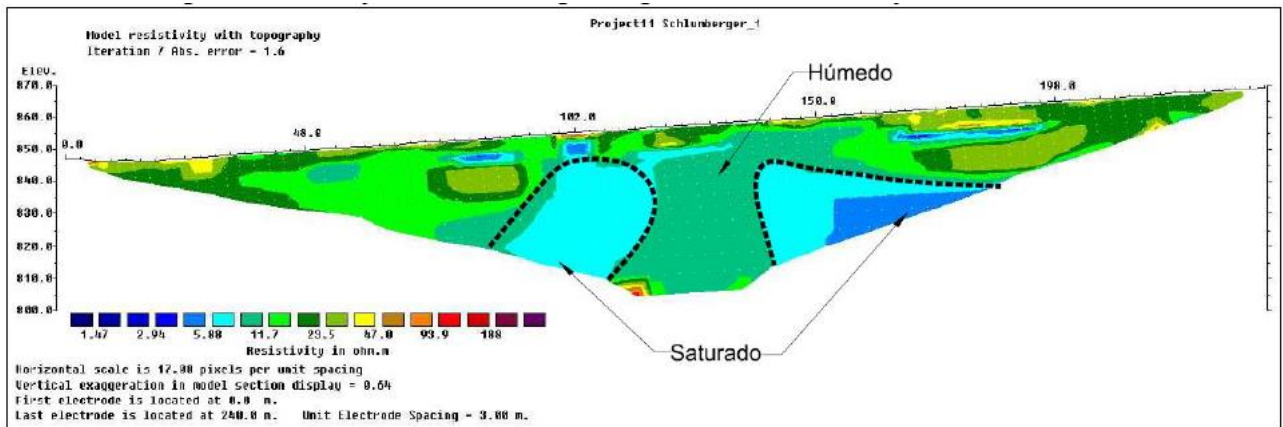 Project11 Schlumberger_1
Model resistivity with topography
Iteration 7 Abs. error = 1.6
Elev.
870.0
860.0
850.0
840.0
830.0
820.0
810.0
800.0
0.0
48.0
102.0
150.0
198.0
Húmedo
Saturado
1.47 2.94 5.88 11.7 23.5 47.0 93.9 188
Resistivity in ohm.m
Horizontal scale is 17.00 pixels per unit spacing
Vertical exaggeration in model section display = 0.64
First electrode is located at 0.0 m.
Last electrode is located at 240.0 m. Unit Electrode Spacing = 3.00 m.